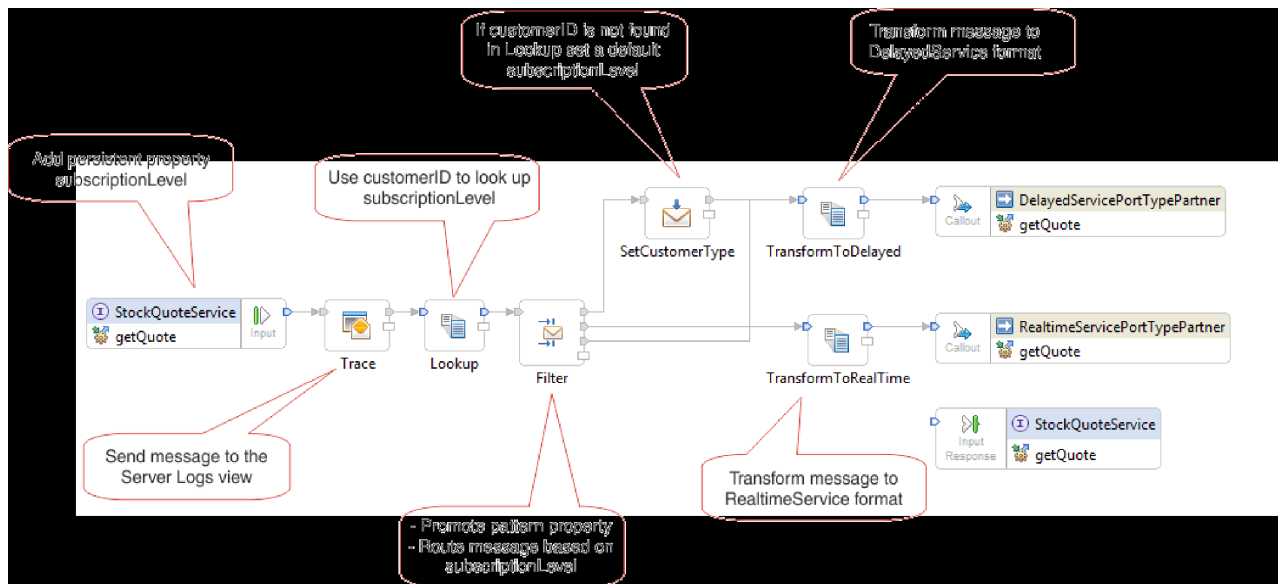 If customerID is not found
in Lookup set a default
subscriptionLevel
Transform message to
DelayedService format
Add persistent property
subscriptionLevel
Use customerID to look up
subscriptionLevel
SetCustomerType
TransformToDelayed
Callout
DelayedServicePortTypePartner
getQuote
StockQuoteService
getQuote
Input
Trace
Lookup
Filter
TransformToRealTime
Callout
RealtimeServicePortTypePartner
getQuote
Input
Response
StockQuoteService
getQuote
Send message to the
Server Logs view
Transform message to
RealtimeService format
- Promote pattern property
- Route message based on
subscriptionLevel